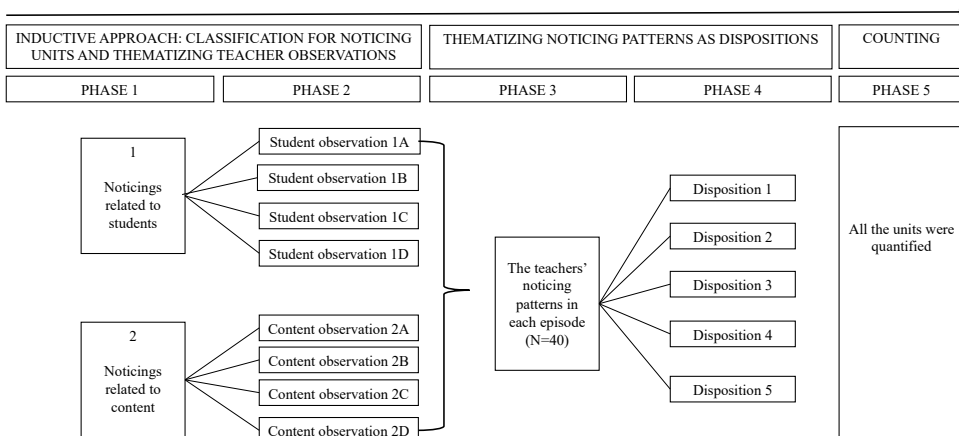 INDUCTIVE APPROACH: CLASSIFICATION FOR NOTICING
UNITS AND THEMATIZING TEACHER OBSERVATIONS
THEMATIZING NOTICING PATTERNS AS DISPOSITIONS
COUNTING
PHASE 1
PHASE 2
PHASE 3
PHASE 4
PHASE 5
1
Noticings
related to
students
Student observation 1A
Student observation 1B
Student observation 1C
Student observation 1D
2
Noticings
related to
content
Content observation 2A
Content observation 2B
Content observation 2C
Content observation 2D
The teachers’
noticing
patterns in
each episode
(N=40)
Disposition 1
Disposition 2
Disposition 3
Disposition 4
Disposition 5
All the units were
quantified